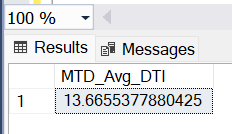 100 %
Results Messages
MTD_Avg_DTI
1 13.6655377880425